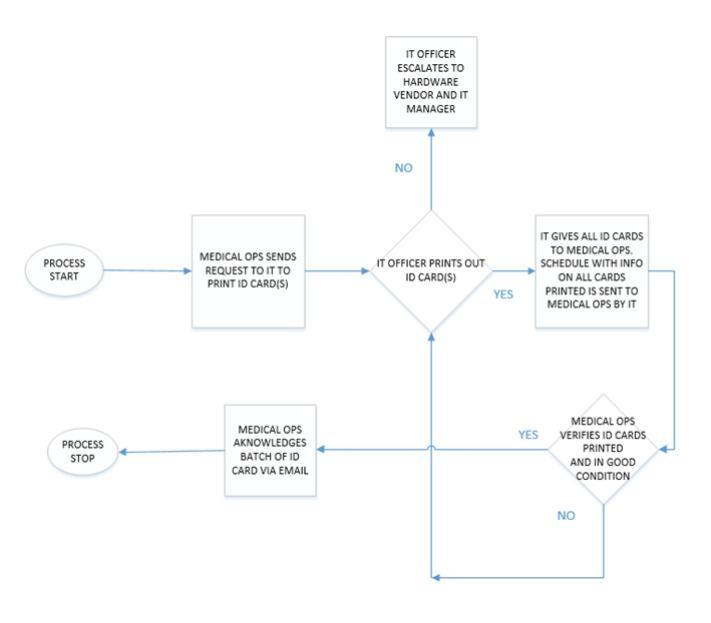 IT OFFICER
ESCALATES TO
HARDWARE
VENDOR AND IT
MANAGER
NO
PROCESS
START
MEDICAL OPS SENDS
REQUEST TO IT TO
PRINT ID CARD(S)
IT OFFICER PRINTS OUT
ID CARD(S)
YES
IT GIVES ALL ID CARDS
TO MEDICAL OPS.
SCHEDULE WITH INFO
ON ALL CARDS
PRINTED IS SENT TO
MEDICAL OPS BY IT
MEDICAL OPS
VERIFIES ID CARDS
PRINTED
AND IN GOOD
CONDITION
YES
NO
MEDICAL OPS
AKNOWLEDGES
BATCH OF ID
CARD VIA EMAIL
PROCESS
STOP